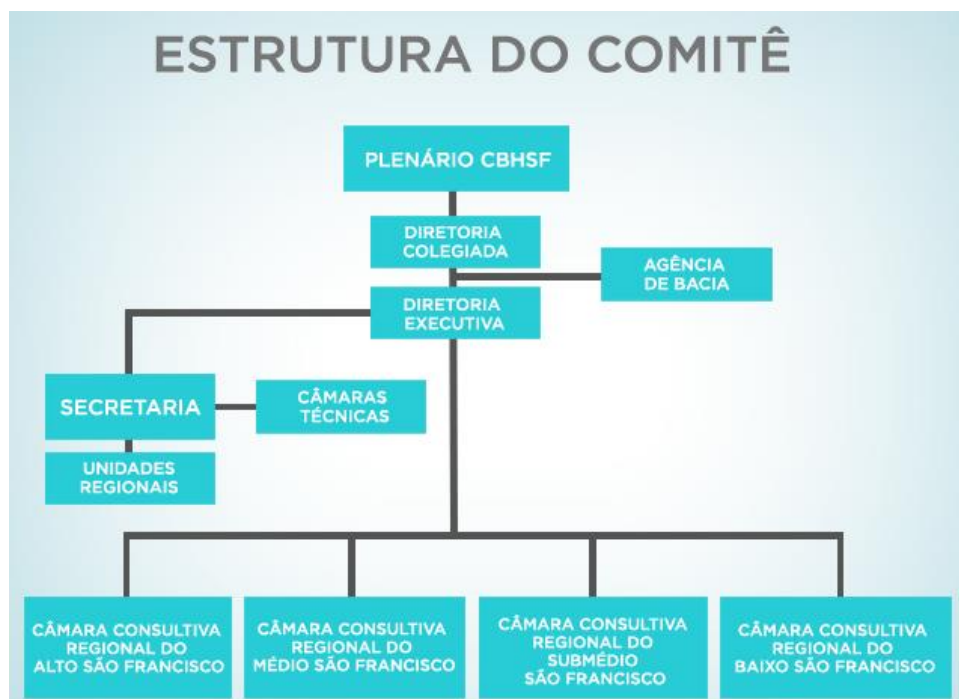 ESTRUTURA DO COMITÊ
PLENÁRIO CBHSF
DIRETORIA
COLEGIADA
AGÊNCIA
DE BACIA
DIRETORIA
EXECUTIVA
SECRETARIA
CÂMARAS
TÉCNICAS
UNIDADES
REGIONAIS
CÂMARA CONSULTIVA
REGIONAL DO
ALTO SÃO FRANCISCO
CÂMARA CONSULTIVA
REGIONAL DO
MÉDIO SÃO FRANCISCO
CÂMARA CONSULTIVA
REGIONAL DO
SUBMÉDIO
SÃO FRANCISCO
CÂMARA CONSULTIVA
REGIONAL DO
BAIXO SÃO FRANCISCO